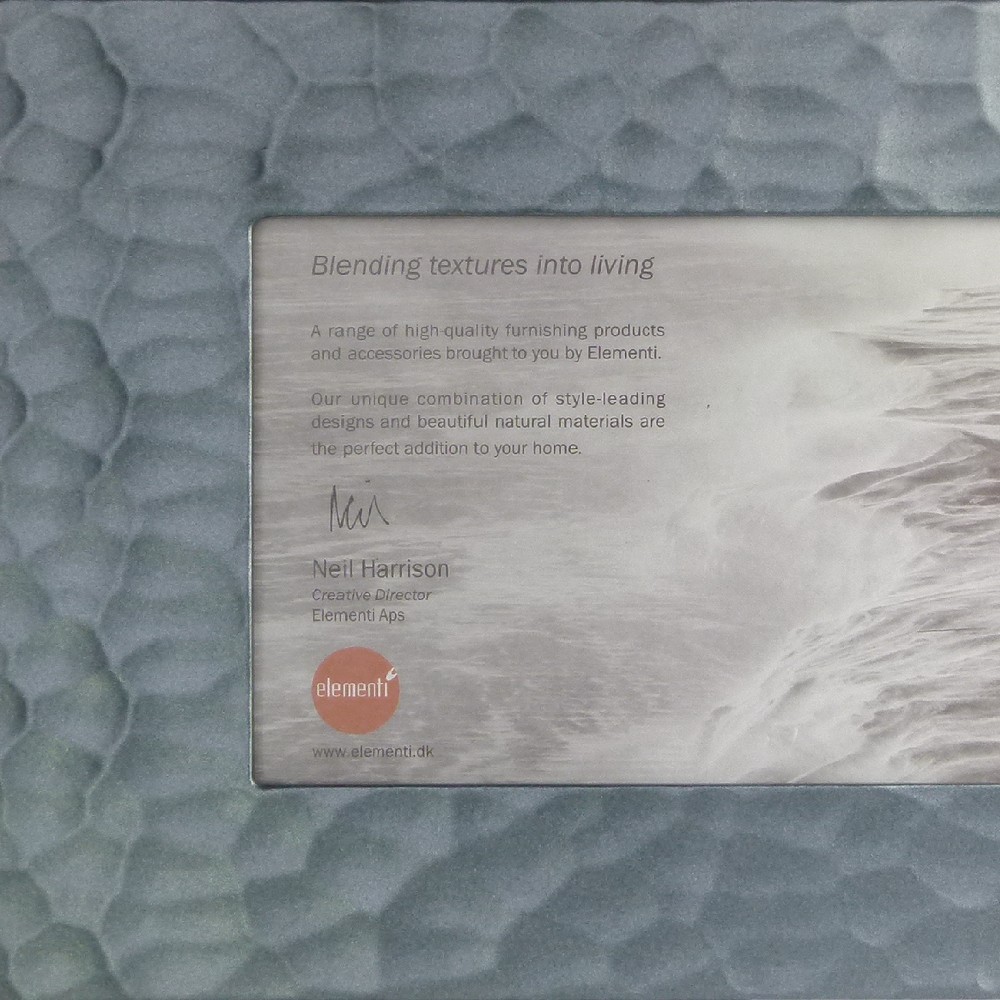 Blending textures into living
A range of high-quality furnishing products
and accessories brought to you by Elementi.
Our unique combination of style-leading
designs and beautiful natural materials are
the perfect addition to your home.
Neil
Neil Harrison
Creative Director
Elementi Aps
elementi
www.elementi.dk